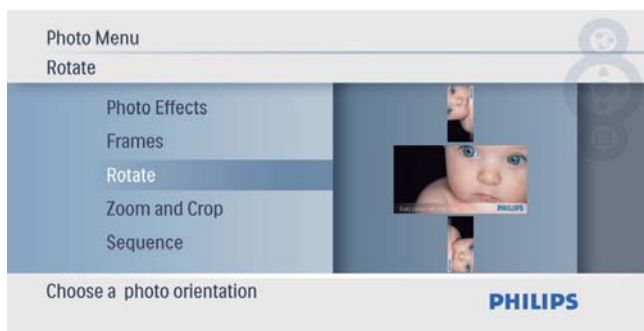 Photo Menu
Rotate
Photo Effects
Frames
Rotate
Zoom and Crop
Sequence
PHILIPS
Choose a photo orientation
PHILIPS